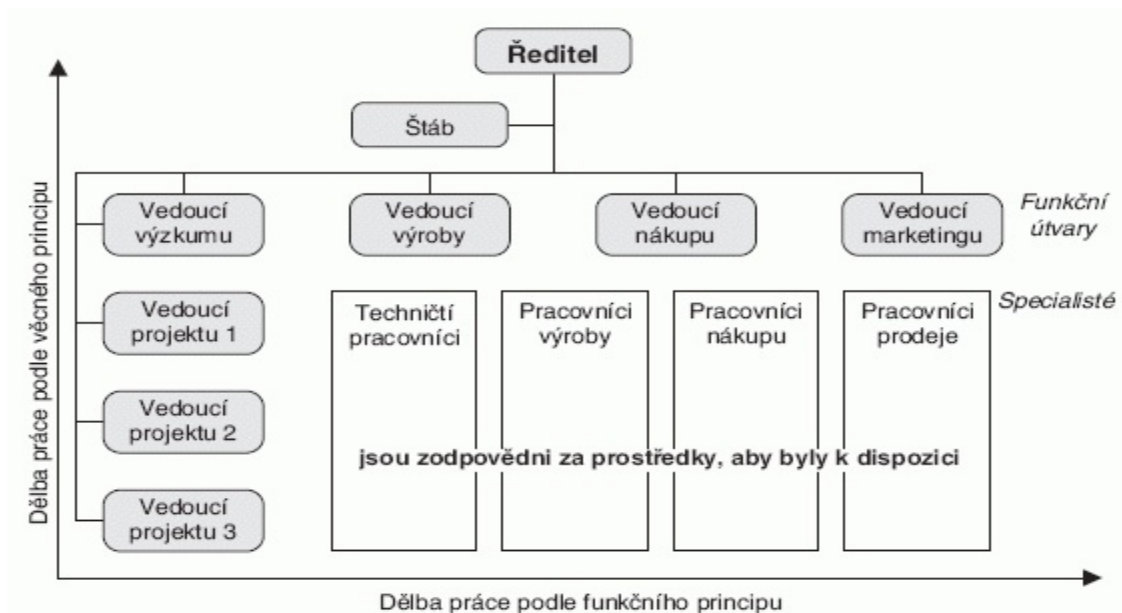 Ředitel
Štáb
Vedoucí
výzkumu
Vedoucí
výroby
Vedoucí
nákupu
Vedoucí
marketingu
Funkční
útvary
Vedoucí
projektu 1
Techničtí
pracovníci
Pracovníci
výroby
Pracovníci
nákupu
Pracovníci
prodeje
Specialisté
Vedoucí
projektu 2
jsou zodpovědni za prostředky, aby byly k dispozici
Vedoucí
projektu 3
Dělba práce podle věcného principu
Dělba práce podle funkčního principu